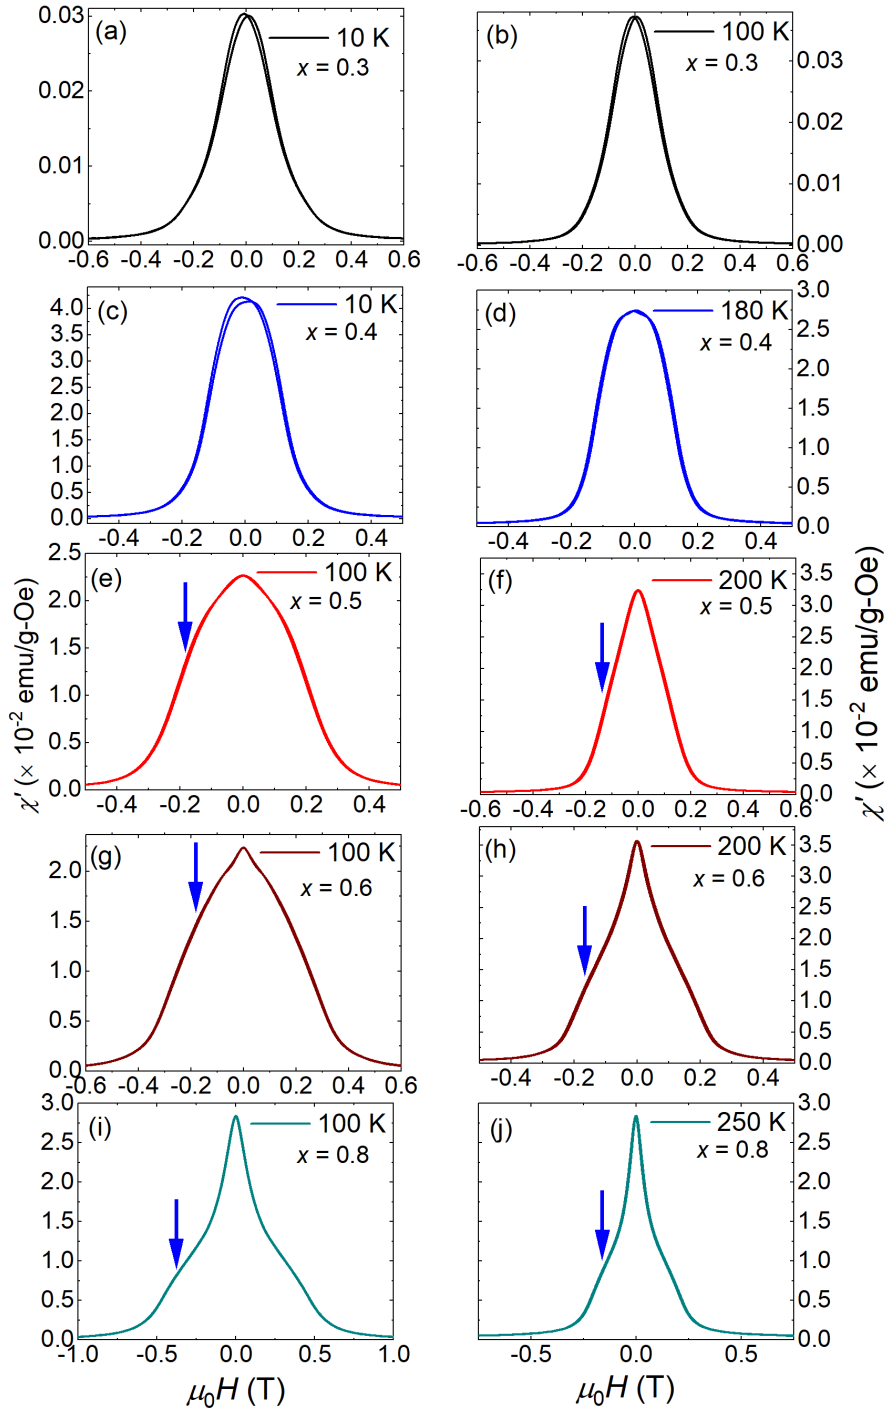 (a) 10 K
x = 0.3
0.03
0.02
0.01
0.00
-0.6 -0.4 -0.2 0.0 0.2 0.4 0.6
(b) 100 K
x = 0.3
0.03
0.02
0.01
0.00
-0.6 -0.4 -0.2 0.0 0.2 0.4 0.6
(c) 10 K
x = 0.4
4.0
3.5
3.0
2.5
2.0
1.5
1.0
0.5
0.0
-0.4 -0.2 0.0 0.2 0.4
(d) 180 K
x = 0.4
3.0
2.5
2.0
1.5
1.0
0.5
0.0
-0.4 -0.2 0.0 0.2 0.4
(e) 100 K
x = 0.5
2.5
2.0
1.5
1.0
0.5
0.0
-0.4 -0.2 0.0 0.2 0.4
(f) 200 K
x = 0.5
3.5
3.0
2.5
2.0
1.5
1.0
0.5
0.0
-0.6 -0.4 -0.2 0.0 0.2 0.4 0.6
χ′ (× 10⁻² emu/g-Oe)
χ′ (× 10⁻² emu/g-Oe)
(g) 100 K
x = 0.6
2.0
1.5
1.0
0.5
0.0
-0.6 -0.4 -0.2 0.0 0.2 0.4 0.6
(h) 200 K
x = 0.6
3.5
3.0
2.5
2.0
1.5
1.0
0.5
0.0
-0.4 -0.2 0.0 0.2 0.4
(i) 100 K
x = 0.8
3.0
2.5
2.0
1.5
1.0
0.5
0.0
-1.0 -0.5 0.0 0.5 1.0
(j) 250 K
x = 0.8
3.0
2.5
2.0
1.5
1.0
0.5
0.0
-0.5 0.0 0.5
μ₀H (T)
μ₀H (T)